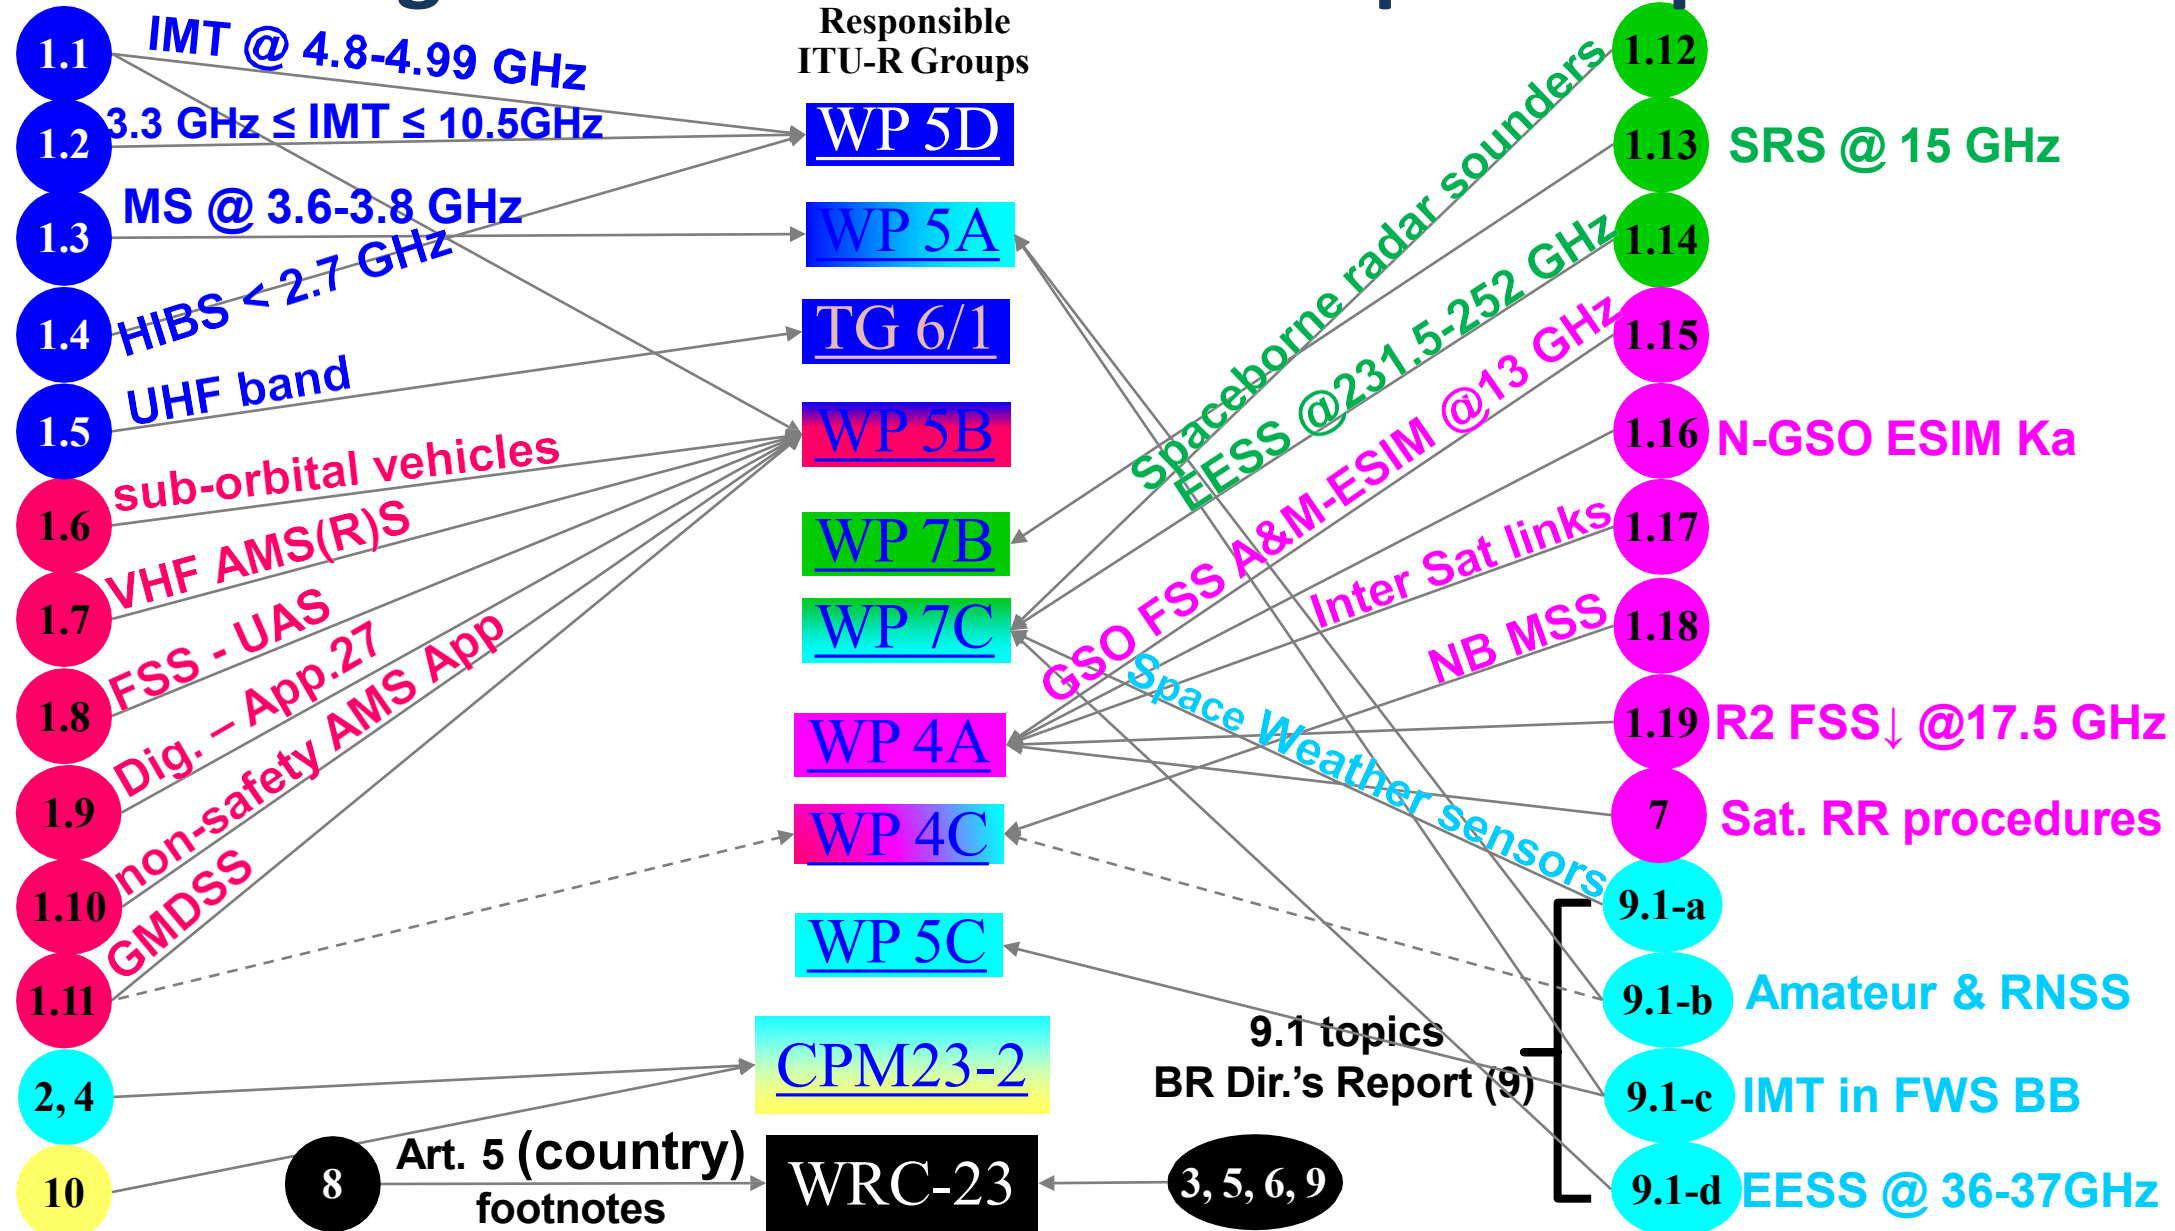 Responsible
ITU-R Groups
1.1
IMT @ 4.8-4.99 GHz
1.2
3.3 GHz ≤ IMT ≤ 10.5GHz
1.3
MS @ 3.6-3.8 GHz
1.4
HIBS < 2.7 GHz
1.5
UHF band
1.6
sub-orbital vehicles
1.7
VHF AMS(R)S
1.8
FSS - UAS
1.9
Dig. – App.27
1.10
non-safety AMS App
1.11
GMDSS
2, 4
10
8
Art. 5 (country)
footnotes
WP 5D
WP 5A
TG 6/1
WP 5B
WP 7B
WP 7C
WP 4A
WP 4C
WP 5C
CPM23-2
WRC-23
3, 5, 6, 9
1.12
Spaceborne radar sounders
1.13
SRS @ 15 GHz
1.14
EESS @231.5-252 GHz
1.15
GSO FSS A&M-ESIM @13 GHz
1.16
N-GSO ESIM Ka
1.17
Inter Sat links
1.18
NB MSS
1.19
R2 FSS↓ @17.5 GHz
7
Sat. RR procedures
9.1-a
Space Weather sensors
9.1-b
Amateur & RNSS
9.1 topics
BR Dir.'s Report (9)
9.1-c
IMT in FWS BB
9.1-d
EESS @ 36-37GHz